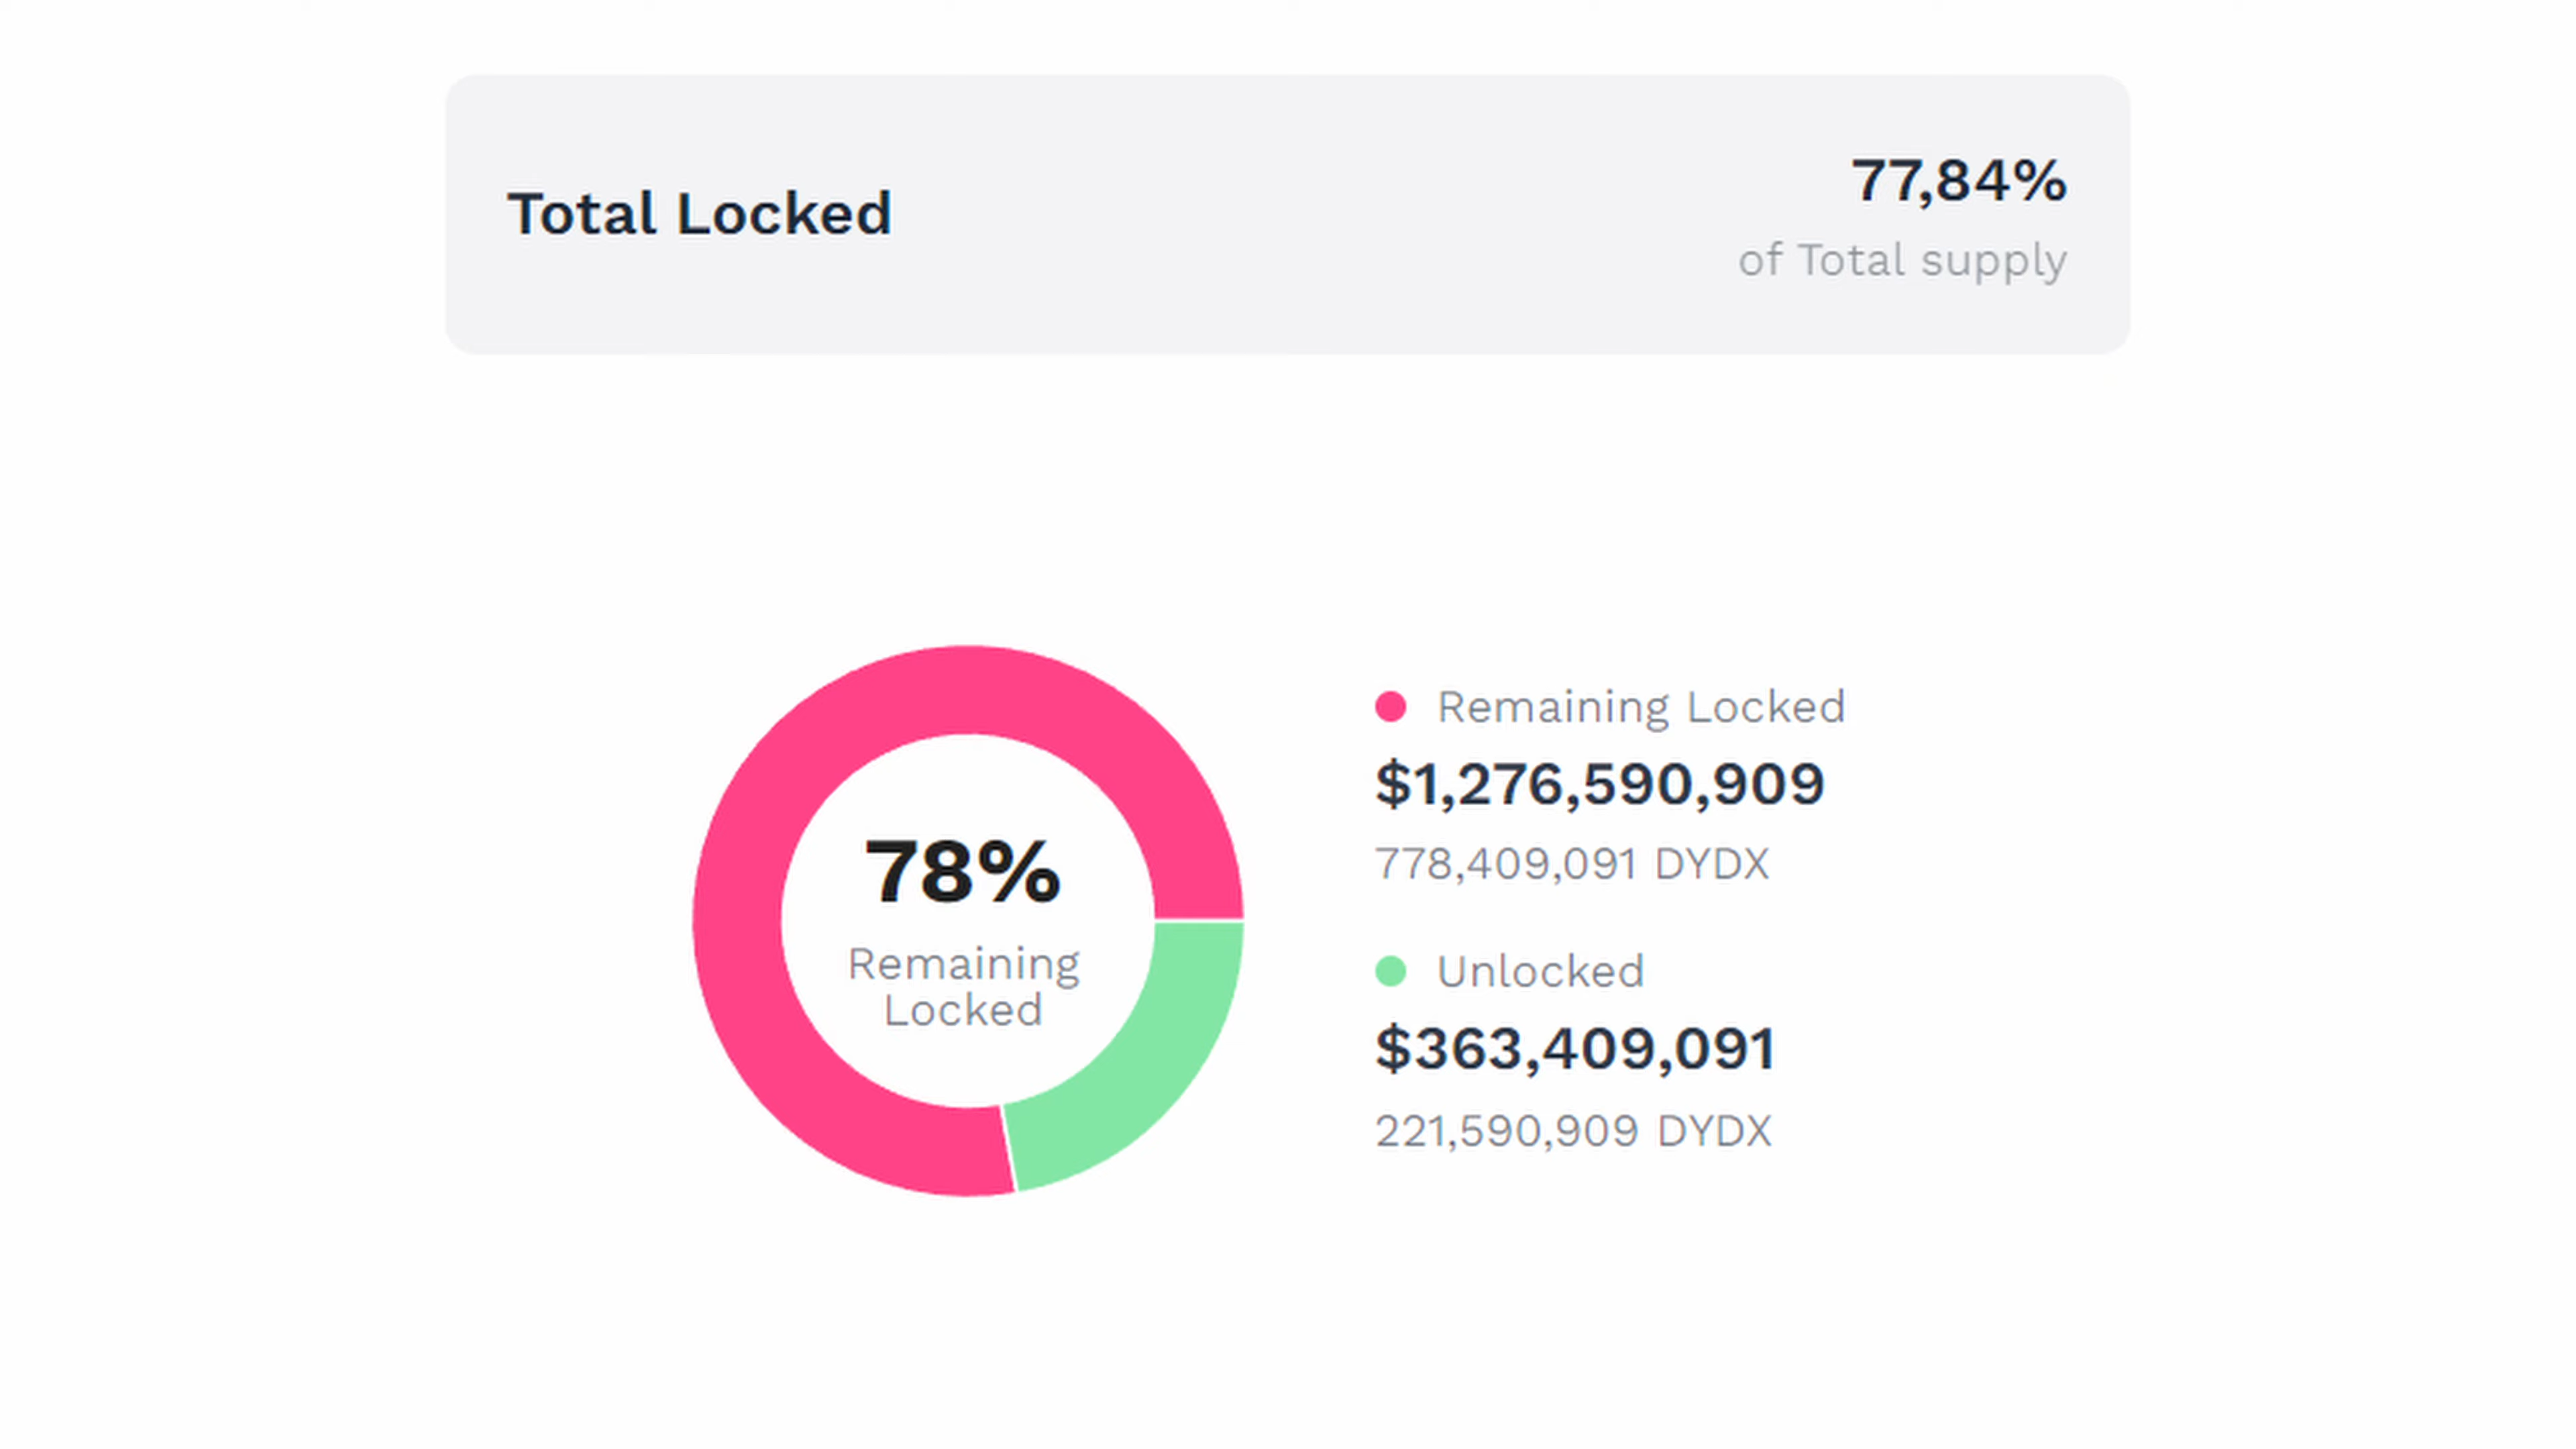 Total Locked
77,84%
of Total supply
78%
Remaining
Locked
Remaining Locked
$1,276,590,909
778,409,091 DYDX
Unlocked
$363,409,091
221,590,909 DYDX